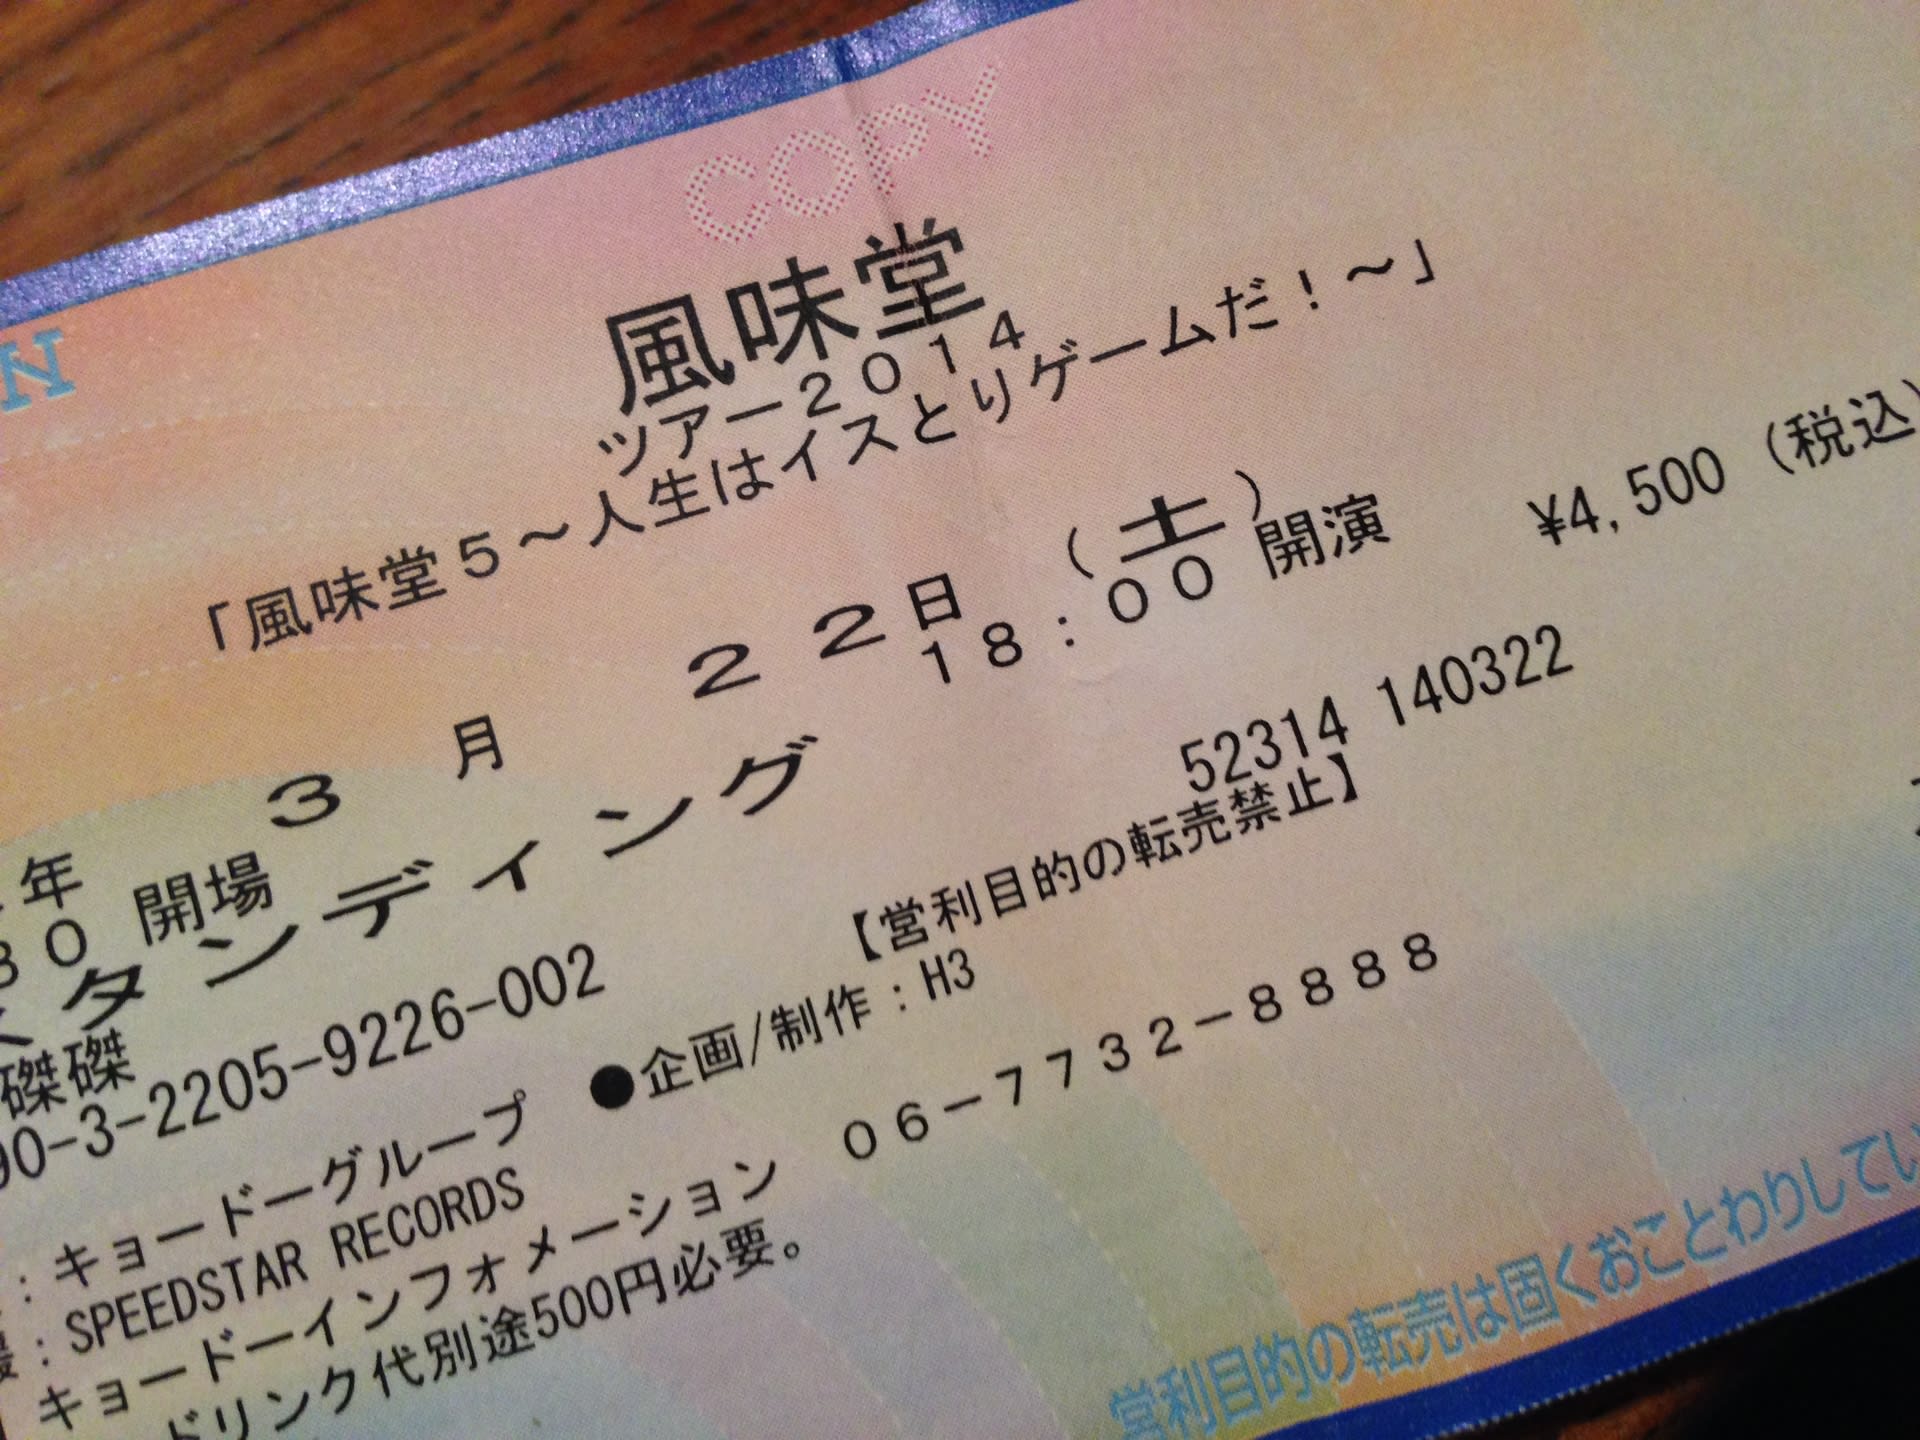 COPY
N
風味堂
ツアー２０１４
「風味堂５～人生はイスとりゲームだ！～」
年　３月　２２日（土）
３０ 開場　１８：００ 開演　¥4,500（税込）
スタンディング
52314 140322
磔磔
【営利目的の転売禁止】
90-3-2205-9226-002
：キョードーグループ　●企画/制作：H3
援：SPEEDSTAR RECORDS
キョードーインフォメーション　０６－７７３２－８８８８
ドリンク代別途500円必要。
営利目的の転売は固くおことわりしてい